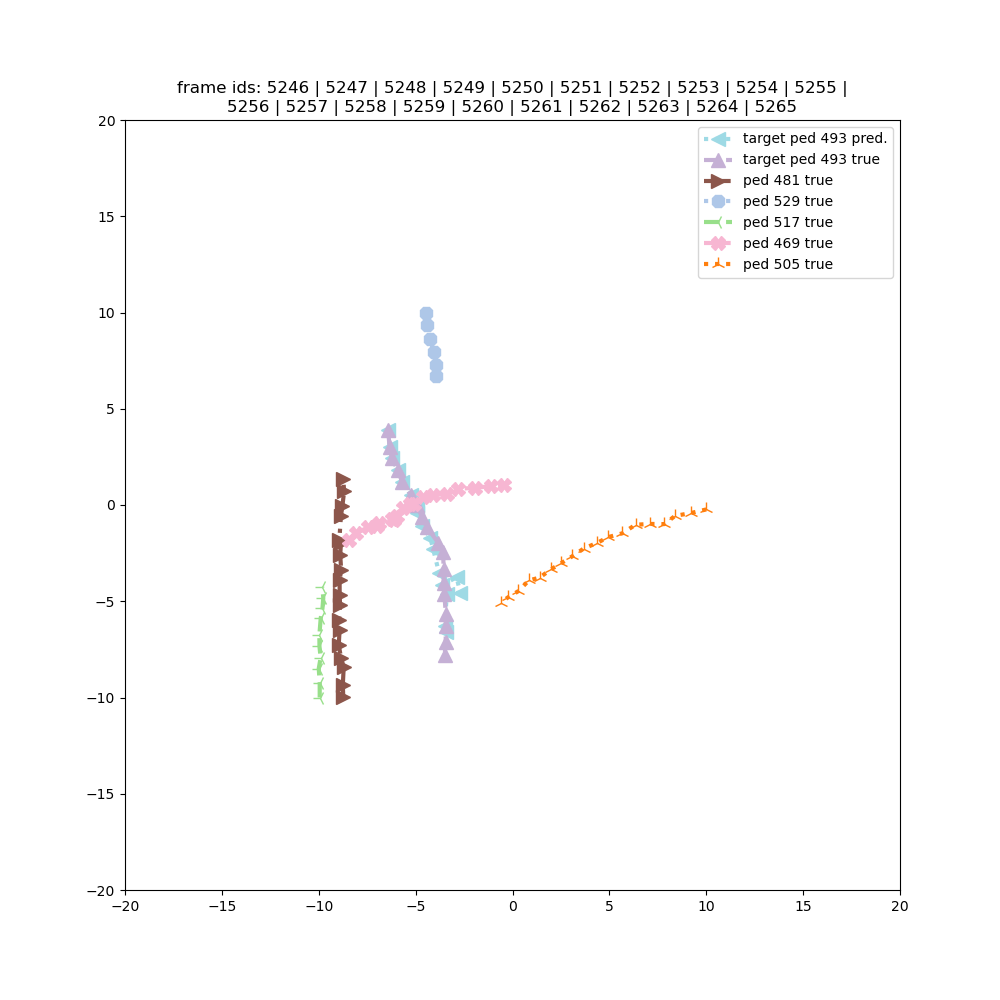 frame ids: 5246 | 5247 | 5248 | 5249 | 5250 | 5251 | 5252 | 5253 | 5254 | 5255 |
5256 | 5257 | 5258 | 5259 | 5260 | 5261 | 5262 | 5263 | 5264 | 5265
target ped 493 pred.
target ped 493 true
ped 481 true
ped 529 true
ped 517 true
ped 469 true
ped 505 true
20
15
10
5
0
−5
−10
−15
−20
−20 −15 −10 −5 0 5 10 15 20